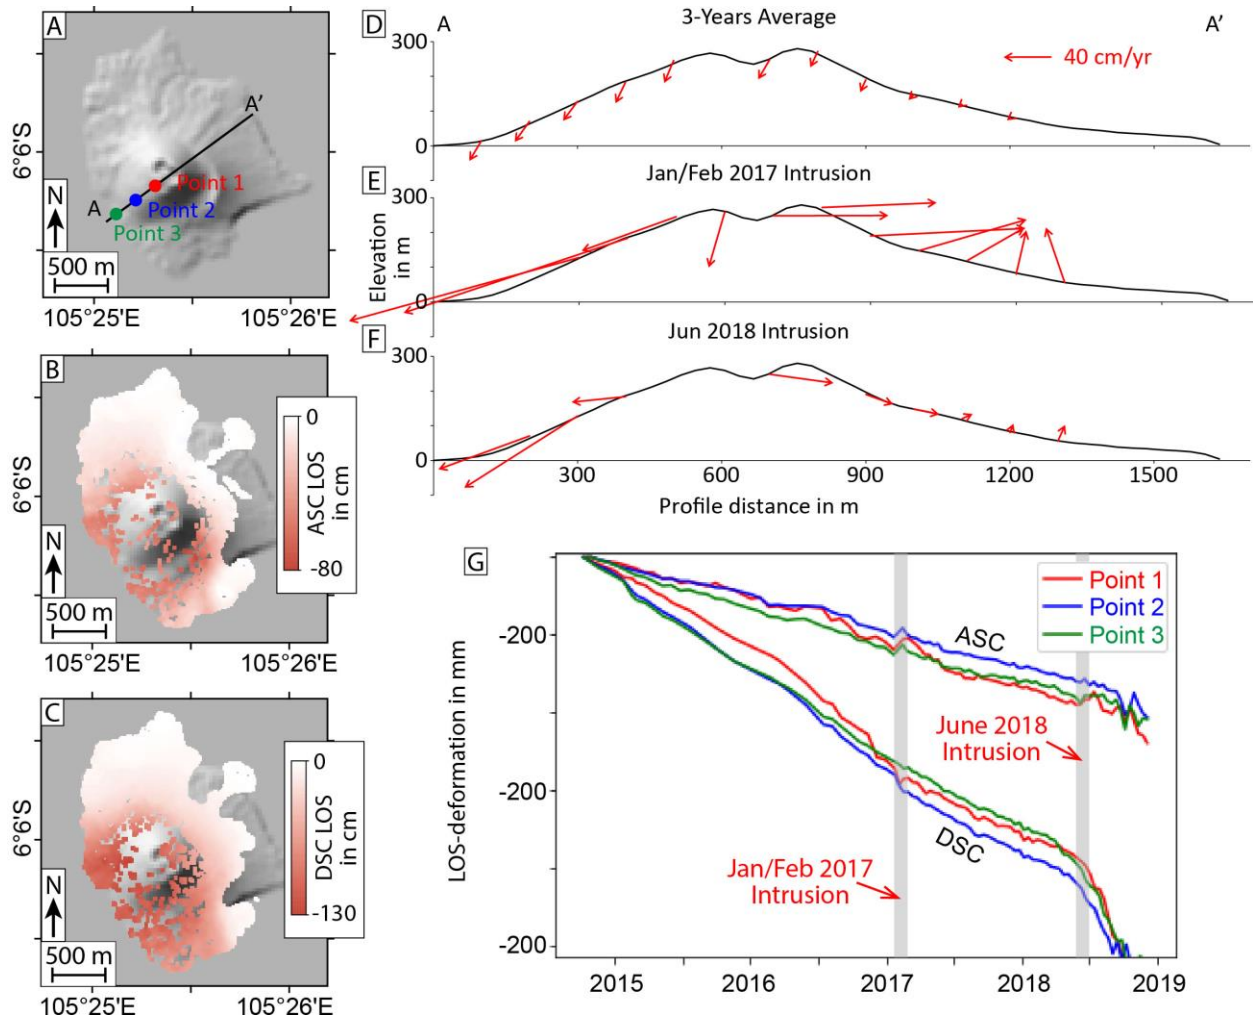 A
6°6'S
A'
Point 1
A
Point 2
Point 3
N
500 m
105°25'E
105°26'E
B
6°6'S
0
ASC LOS
in cm
-80
N
500 m
105°25'E
105°26'E
C
6°6'S
0
DSC LOS
in cm
-130
N
500 m
105°25'E
105°26'E
D
A
3-Years Average
A'
300
40 cm/yr
0
E
Jan/Feb 2017 Intrusion
300
Elevation
in m
0
300
600
900
1200
1500
F
Jun 2018 Intrusion
300
0
300
600
900
1200
1500
Profile distance in m
G
Point 1
Point 2
Point 3
-200
ASC
June 2018
Intrusion
LOS-deformation in mm
-200
DSC
Jan/Feb 2017
Intrusion
-200
2015
2016
2017
2018
2019